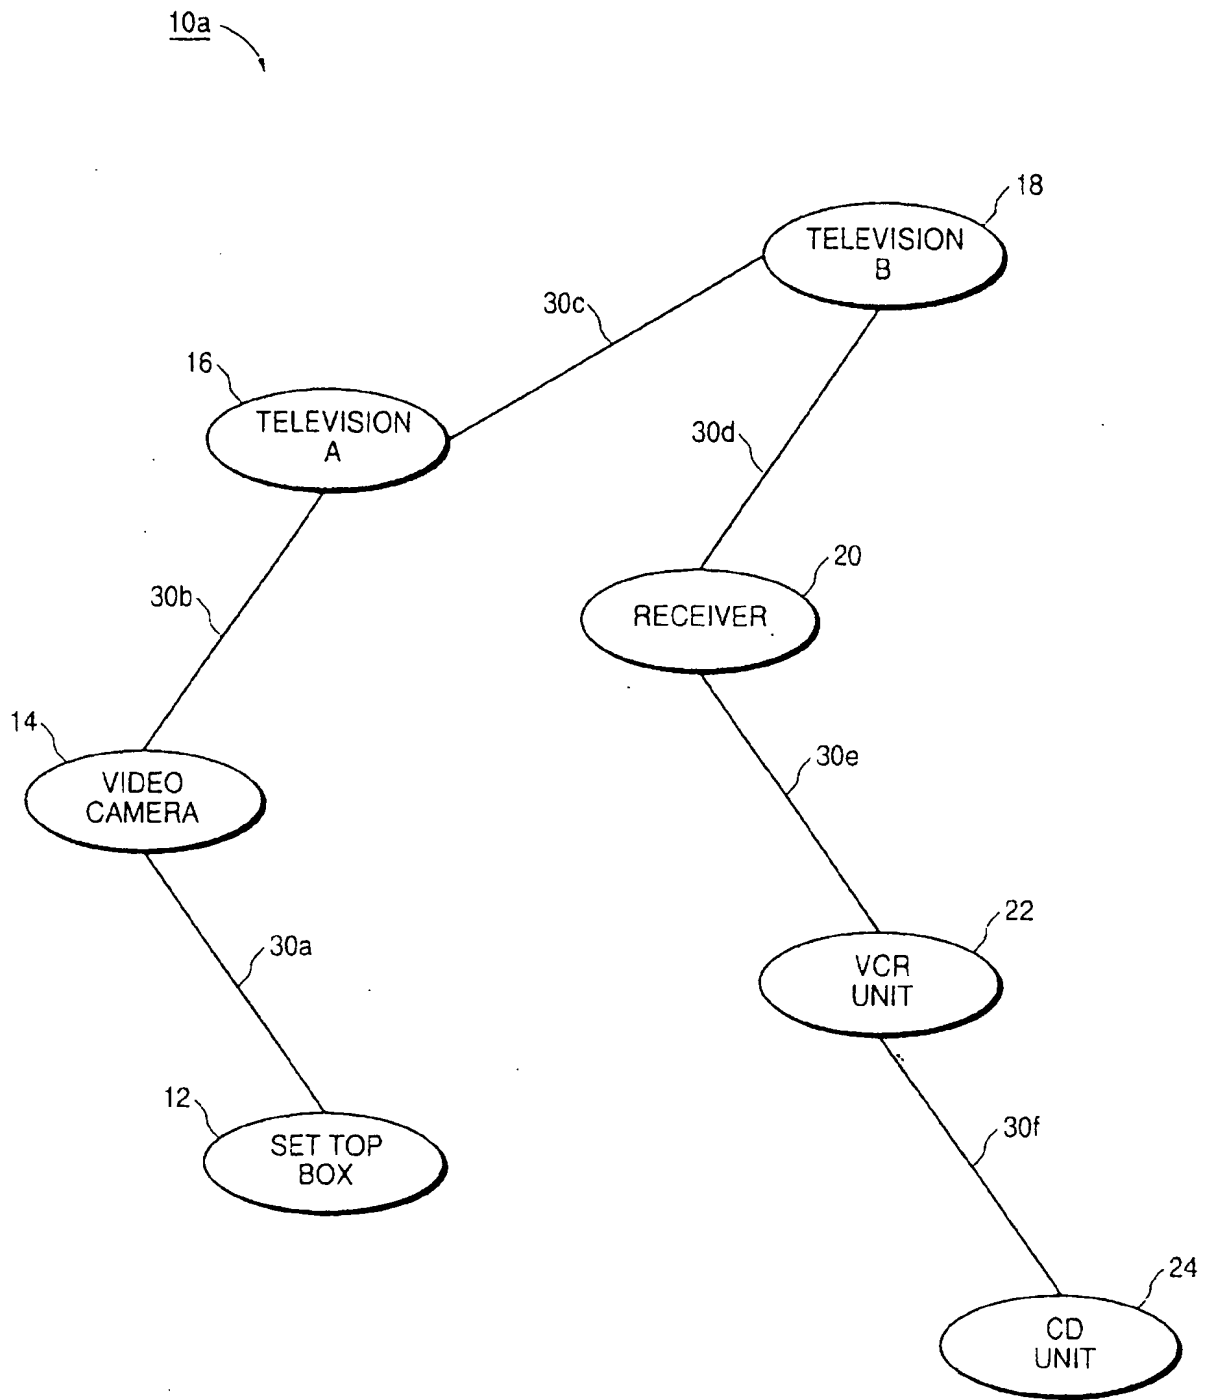 10a
18
TELEVISION
B
30c
16
TELEVISION
A
30d
20
RECEIVER
30b
14
VIDEO
CAMERA
30e
22
VCR
UNIT
30a
12
SET TOP
BOX
30f
24
CD
UNIT